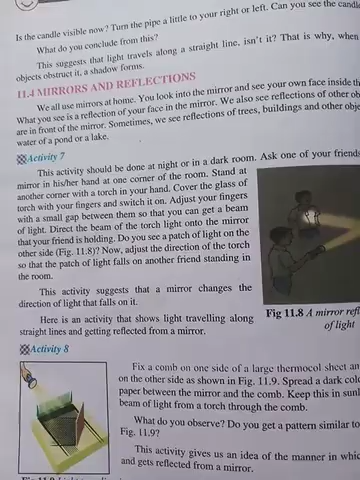 Is the candle visible now? Turn the pipe a little to your right or left. Can you see the candle
What do you conclude from this?
This suggests that light travels along a straight line, isn't it? That is why, when
objects obstruct it, a shadow forms.
11.4 MIRRORS AND REFLECTIONS
We all use mirrors at home. You look into the mirror and see your own face inside th
What you see is a reflection of your face in the mirror. We also see reflections of other ob
are in front of the mirror. Sometimes, we see reflections of trees, buildings and other obje
water of a pond or a lake.
Activity 7
This activity should be done at night or in a dark room. Ask one of your friends
mirror in his/her hand at one corner of the room. Stand at
another corner with a torch in your hand. Cover the glass of
torch with your fingers and switch it on. Adjust your fingers
with a small gap between them so that you can get a beam
of light. Direct the beam of the torch light onto the mirror
that your friend is holding. Do you see a patch of light on the
other side (Fig. 11.8)? Now, adjust the direction of the torch
so that the patch of light falls on another friend standing in
the room.
This activity suggests that a mirror changes the
direction of light that falls on it.
Here is an activity that shows light travelling along
straight lines and getting reflected from a mirror.
Fig 11.8 A mirror refl
of light
Activity 8
Fix a comb on one side of a large thermocol sheet an
on the other side as shown in Fig. 11.9. Spread a dark colo
paper between the mirror and the comb. Keep this in sunl
beam of light from a torch through the comb.
What do you observe? Do you get a pattern similar to
Fig. 11.9?
This activity gives us an idea of the manner in whic
and gets reflected from a mirror.